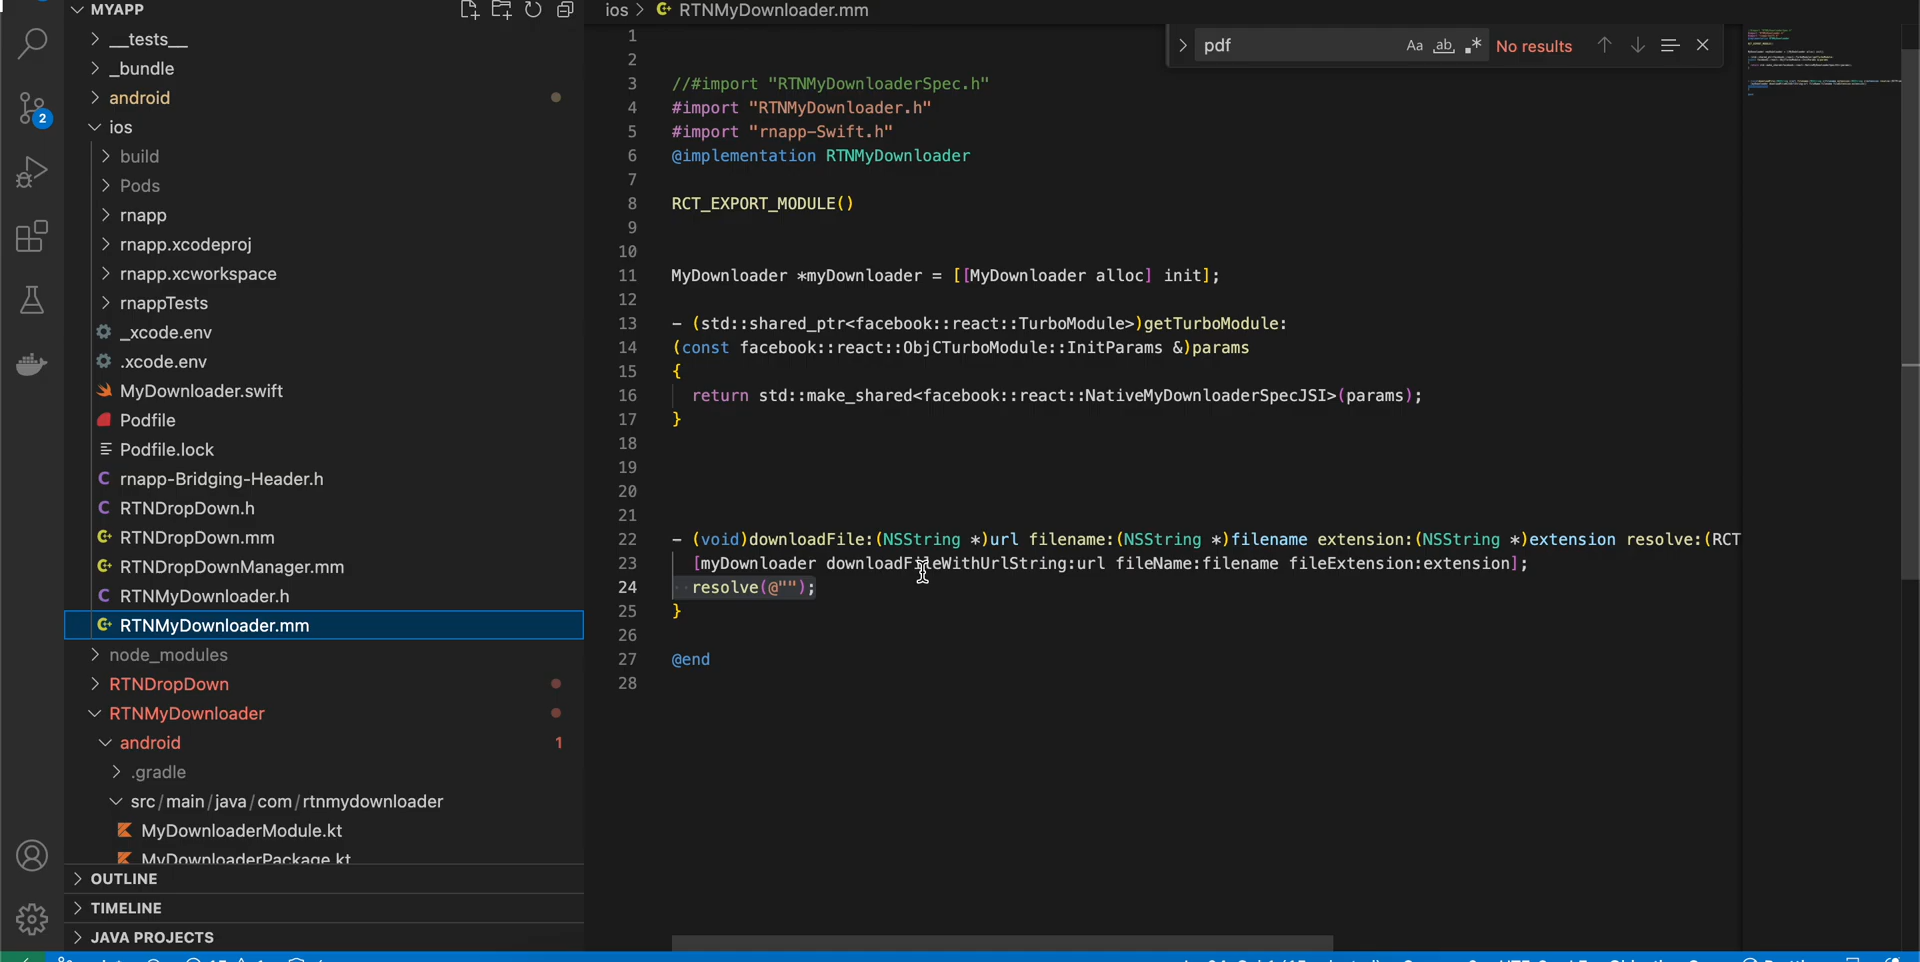 MYAPP
__tests__
_bundle
android
ios
build
Pods
rnapp
rnapp.xcodeproj
rnapp.xcworkspace
rnappTests
_xcode.env
.xcode.env
MyDownloader.swift
Podfile
Podfile.lock
rnapp-Bridging-Header.h
RTNDropDown.h
RTNDropDown.mm
RTNDropDownManager.mm
RTNMyDownloader.h
RTNMyDownloader.mm
node_modules
RTNDropDown
RTNMyDownloader
android 1
.gradle
src/main/java/com/rtnmydownloader
MyDownloaderModule.kt
MyDownloaderPackage.kt
OUTLINE
TIMELINE
JAVA PROJECTS
2
ios > RTNMyDownloader.mm
pdf Aa ab .* No results
1
2
3 //#import "RTNMyDownloaderSpec.h"
4 #import "RTNMyDownloader.h"
5 #import "rnapp-Swift.h"
6 @implementation RTNMyDownloader
7
8 RCT_EXPORT_MODULE()
9
10
11 MyDownloader *myDownloader = [[MyDownloader alloc] init];
12
13 - (std::shared_ptr<facebook::react::TurboModule>)getTurboModule:
14 (const facebook::react::ObjCTurboModule::InitParams &)params
15 {
16 return std::make_shared<facebook::react::NativeMyDownloaderSpecJSI>(params);
17 }
18
19
20
21
22 - (void)downloadFile:(NSString *)url filename:(NSString *)filename extension:(NSString *)extension resolve:(RCT
23 [myDownloader downloadFileWithUrlString:url fileName:filename fileExtension:extension];
24 resolve(@"");
25 }
26
27 @end
28